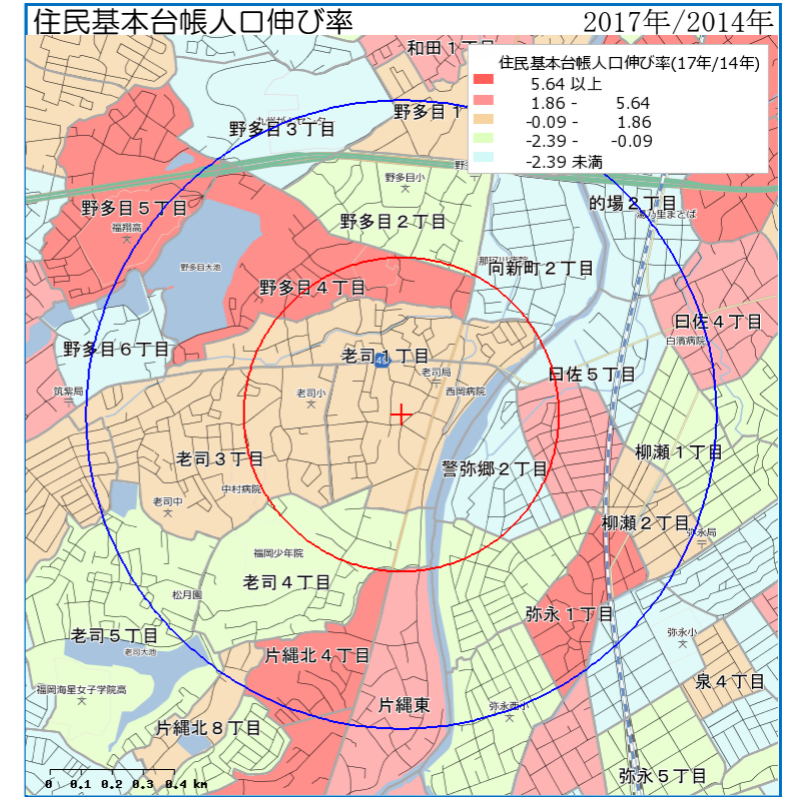 住民基本台帳人口伸び率
2017年/2014年
和田1丁目
住民基本台帳人口伸び率(17年/14年)
5.64 以上
1.86 - 5.64
-0.09 - 1.86
-2.39 - -0.09
-2.39 未満
野多目1
野多目3丁目
野多目小
文
野多目5丁目
福翔高
文
野多目2丁目
的場2丁目
野多目大池
向新町2丁目
野多目4丁目
日佐4丁目
白濱病院
野多目6丁目
老司1丁目
49
老司局
日佐5丁目
筑紫局
老司小
文
西岡病院
老司3丁目
中村病院
警弥郷2丁目
柳瀬1丁目
老司中
文
柳瀬2丁目
弥永局
福岡少年院
老司4丁目
松月園
弥永1丁目
弥永小
文
老司5丁目
老司大池
片縄北4丁目
福岡海星女子学院高
文
泉4丁目
片縄東
弥永西小
文
片縄北8丁目
弥永5丁目
0 0.1 0.2 0.3 0.4 km